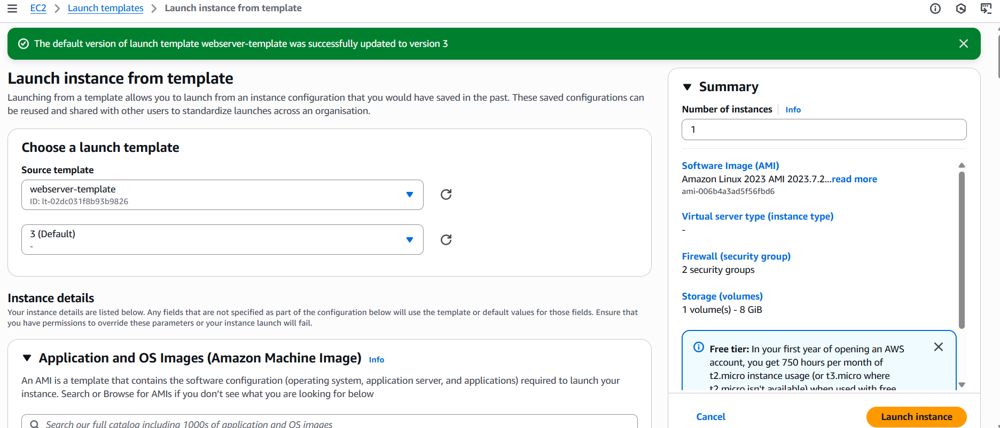 EC2 > Launch templates > Launch instance from template
The default version of launch template webserver-template was successfully updated to version 3
Launch instance from template
Launching from a template allows you to launch from an instance configuration that you would have saved in the past. These saved configurations can
be reused and shared with other users to standardize launches across an organisation.
Choose a launch template
Source template
webserver-template
ID: lt-02dc031f8b93b9826
3 (Default)
-
Instance details
Your instance details are listed below. Any fields that are not specified as part of the configuration below will use the template or default values for those fields. Ensure that
you have permissions to override these parameters or your instance launch will fail.
Application and OS Images (Amazon Machine Image) Info
An AMI is a template that contains the software configuration (operating system, application server, and applications) required to launch your
instance. Search or Browse for AMIs if you don’t see what you are looking for below
Search our full catalog including 1000s of application and OS images
Summary
Number of instances Info
1
Software Image (AMI)
Amazon Linux 2023 AMI 2023.7.2...read more
ami-006b4a3ad5f56fbd6
Virtual server type (instance type)
-
Firewall (security group)
2 security groups
Storage (volumes)
1 volume(s) - 8 GiB
Free tier: In your first year of opening an AWS
account, you get 750 hours per month of
t2.micro instance usage (or t3.micro where
t2.micro isn't available) when used with free
Cancel
Launch instance